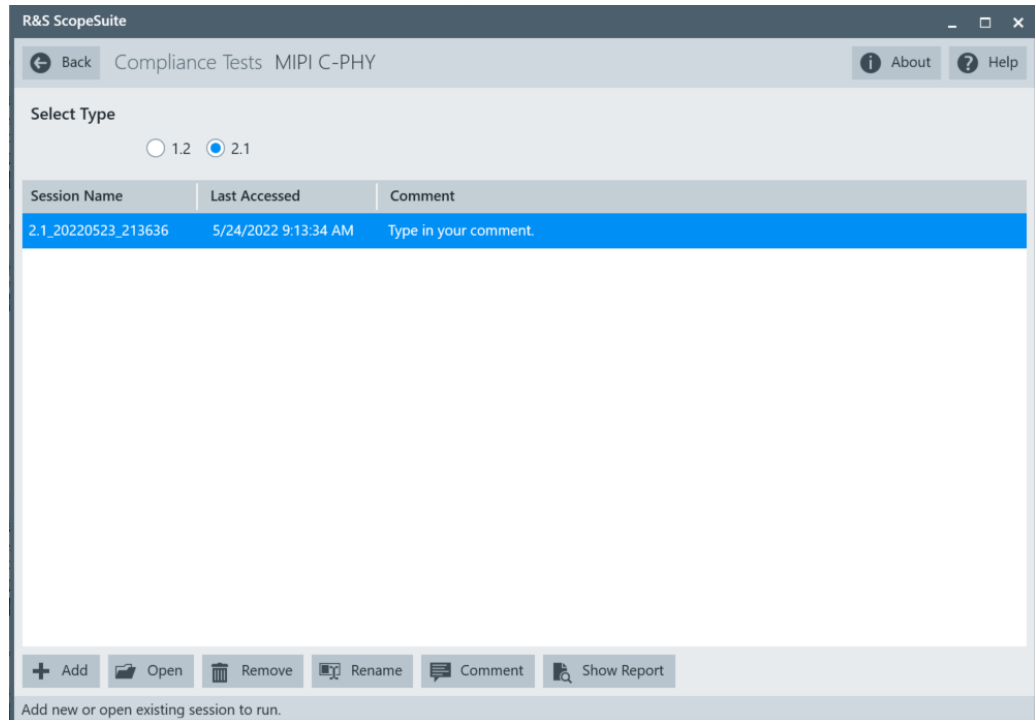 R&S ScopeSuite
Back Compliance Tests MIPI C-PHY About Help
Select Type
1.2 2.1
Session Name Last Accessed Comment
2.1_20220523_213636 5/24/2022 9:13:34 AM Type in your comment.
Add Open Remove Rename Comment Show Report
Add new or open existing session to run.